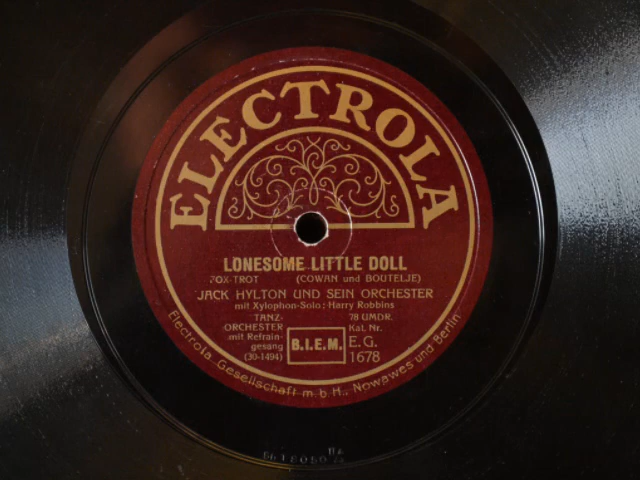 ELECTROLA
LONESOME LITTLE DOLL
FOX-TROT (COWAN und BOUTELJE)
JACK HYLTON UND SEIN ORCHESTER
mit Xylophon-Solo: Harry Robbins
TANZ-
ORCHESTER
mit Refrain-
gesang
(30-1494)
B.I.E.M.
78 UMDR.
Kat. Nr.
E.G.
1678
Electrola Gesellschaft m.b.H., Nowawes und Berlin